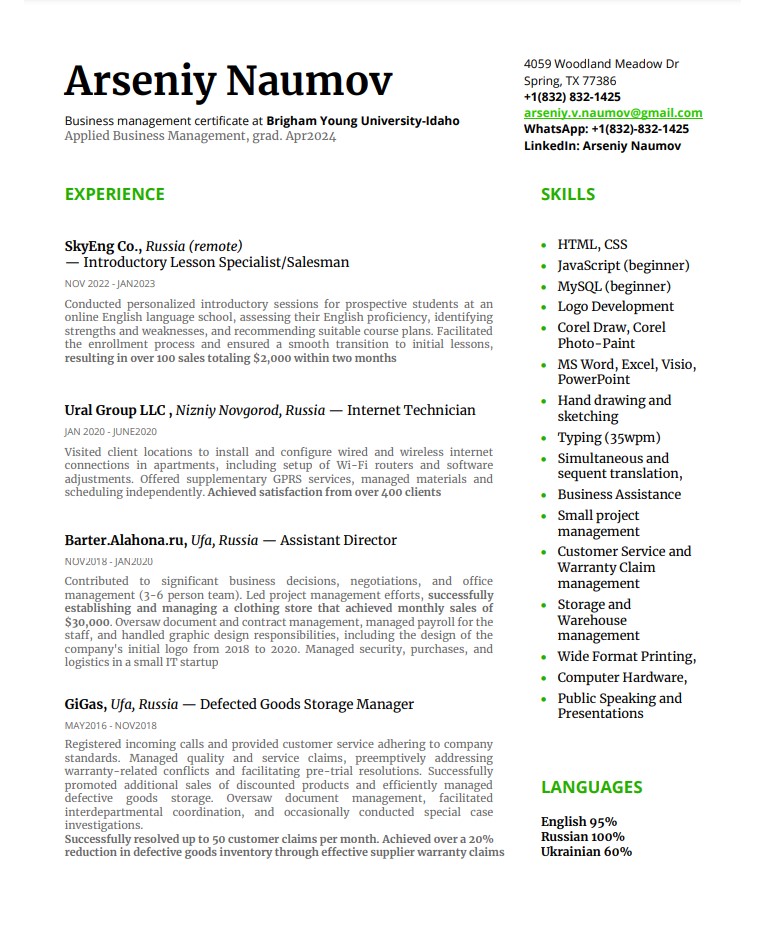 Arseniy Naumov
Business management certificate at Brigham Young University-Idaho
Applied Business Management, grad. Apr2024
4059 Woodland Meadow Dr
Spring, TX 77386
+1(832) 832-1425
arseniy.v.naumov@gmail.com
WhatsApp: +1(832)-832-1425
LinkedIn: Arseniy Naumov
EXPERIENCE
SkyEng Co., Russia (remote)
— Introductory Lesson Specialist/Salesman
NOV 2022 - JAN2023
Conducted personalized introductory sessions for prospective students at an
online English language school, assessing their English proficiency, identifying
strengths and weaknesses, and recommending suitable course plans. Facilitated
the enrollment process and ensured a smooth transition to initial lessons,
resulting in over 100 sales totaling $2,000 within two months
Ural Group LLC , Nizniy Novgorod, Russia — Internet Technician
JAN 2020 - JUNE2020
Visited client locations to install and configure wired and wireless internet
connections in apartments, including setup of Wi-Fi routers and software
adjustments. Offered supplementary GPRS services, managed materials and
scheduling independently. Achieved satisfaction from over 400 clients
Barter.Alahona.ru, Ufa, Russia — Assistant Director
NOV2018 - JAN2020
Contributed to significant business decisions, negotiations, and office
management (3-6 person team). Led project management efforts, successfully
establishing and managing a clothing store that achieved monthly sales of
$30,000. Oversaw document and contract management, managed payroll for the
staff, and handled graphic design responsibilities, including the design of the
company's initial logo from 2018 to 2020. Managed security, purchases, and
logistics in a small IT startup
GiGas, Ufa, Russia — Defected Goods Storage Manager
MAY2016 - NOV2018
Registered incoming calls and provided customer service adhering to company
standards. Managed quality and service claims, preemptively addressing
warranty-related conflicts and facilitating pre-trial resolutions. Successfully
promoted additional sales of discounted products and efficiently managed
defective goods storage. Oversaw document management, facilitated
interdepartmental coordination, and occasionally conducted special case
investigations.
Successfully resolved up to 50 customer claims per month. Achieved over a 20%
reduction in defective goods inventory through effective supplier warranty claims
SKILLS
● HTML, CSS
● JavaScript (beginner)
● MySQL (beginner)
● Logo Development
● Corel Draw, Corel
Photo-Paint
● MS Word, Excel, Visio,
PowerPoint
● Hand drawing and
sketching
● Typing (35wpm)
● Simultaneous and
sequent translation,
● Business Assistance
● Small project
management
● Customer Service and
Warranty Claim
management
● Storage and
Warehouse
management
● Wide Format Printing,
● Computer Hardware,
● Public Speaking and
Presentations
LANGUAGES
English 95%
Russian 100%
Ukrainian 60%